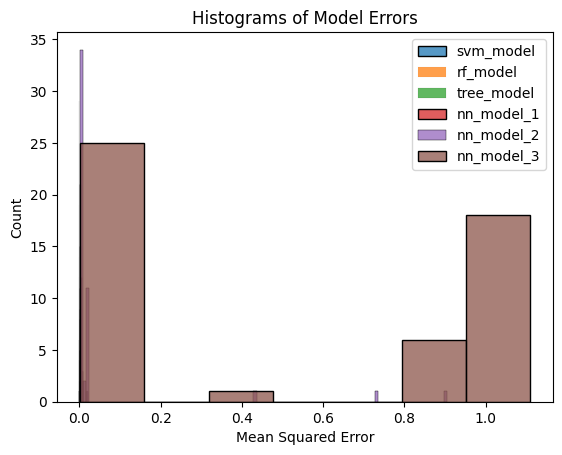 Histograms of Model Errors
svm_model
rf_model
tree_model
nn_model_1
nn_model_2
nn_model_3
Count
35
30
25
20
15
10
5
0
0.0 0.2 0.4 0.6 0.8 1.0
Mean Squared Error